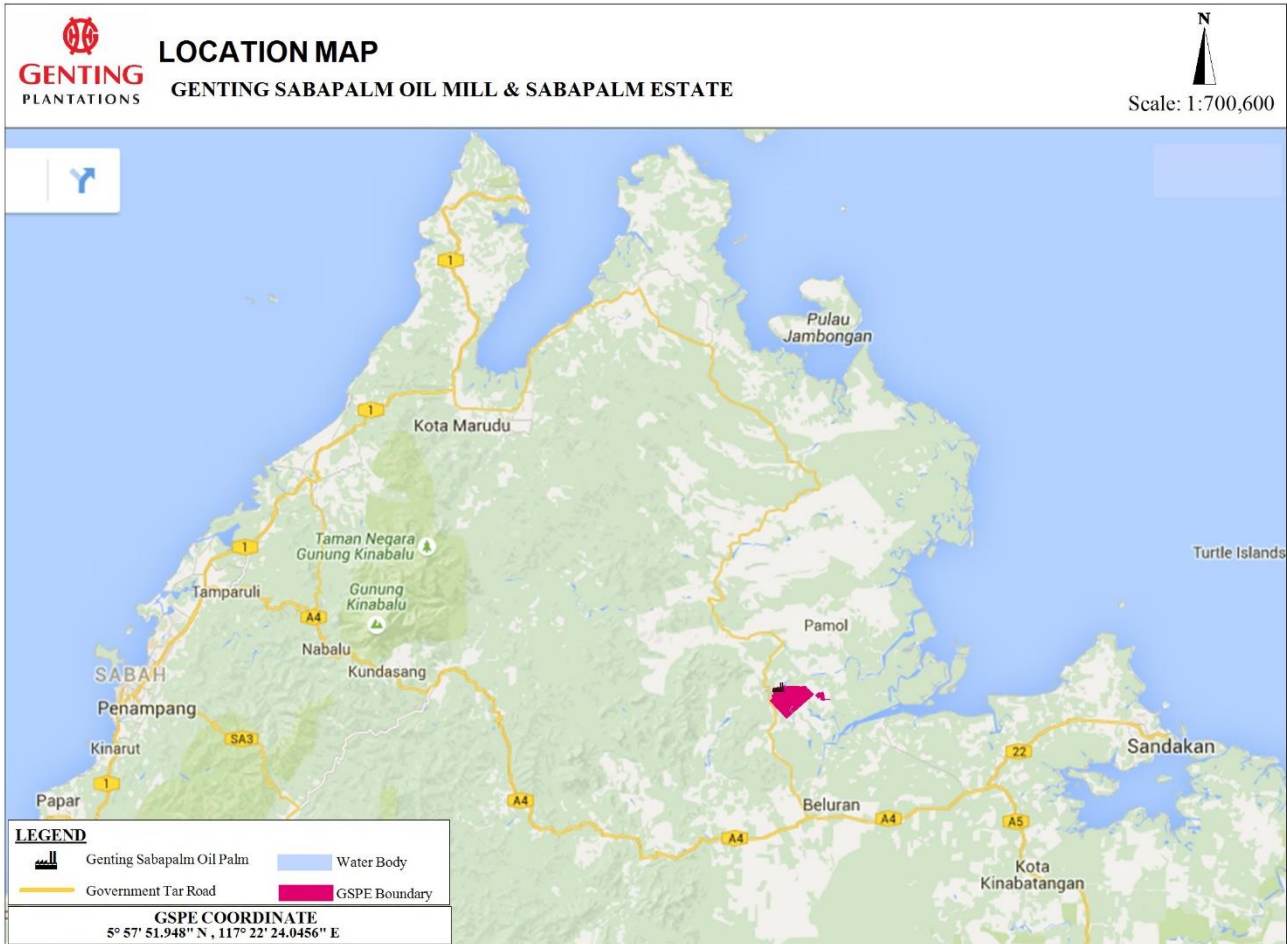 GENTING
PLANTATIONS
LOCATION MAP
GENTING SABAPALM OIL MILL & SABAPALM ESTATE
N
Scale: 1:700,600
1
Pulau
Jambongan
1
Kota Marudu
Taman Negara
Gunung Kinabalu
1
Turtle Islands
Tamparuli
Gunung
Kinabalu
A4
Nabalu
Pamol
Kundasang
SABAH
Penampang
SA3
Kinarut
22
Sandakan
1
Papar
A4
Beluran
A4
A5
A4
Kota
Kinabatangan
LEGEND
Genting Sabapalm Oil Palm
Water Body
Government Tar Road
GSPE Boundary
GSPE COORDINATE
5° 57' 51.948" N , 117° 22' 24.0456" E